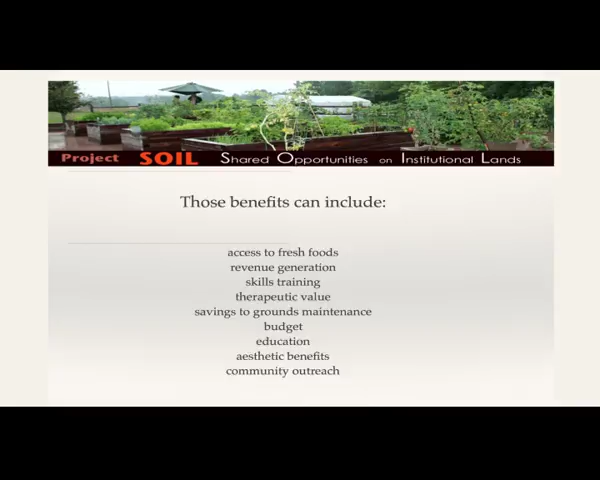 Project SOIL Shared Opportunities on Institutional Lands
Those benefits can include:
access to fresh foods
revenue generation
skills training
therapeutic value
savings to grounds maintenance
budget
education
aesthetic benefits
community outreach